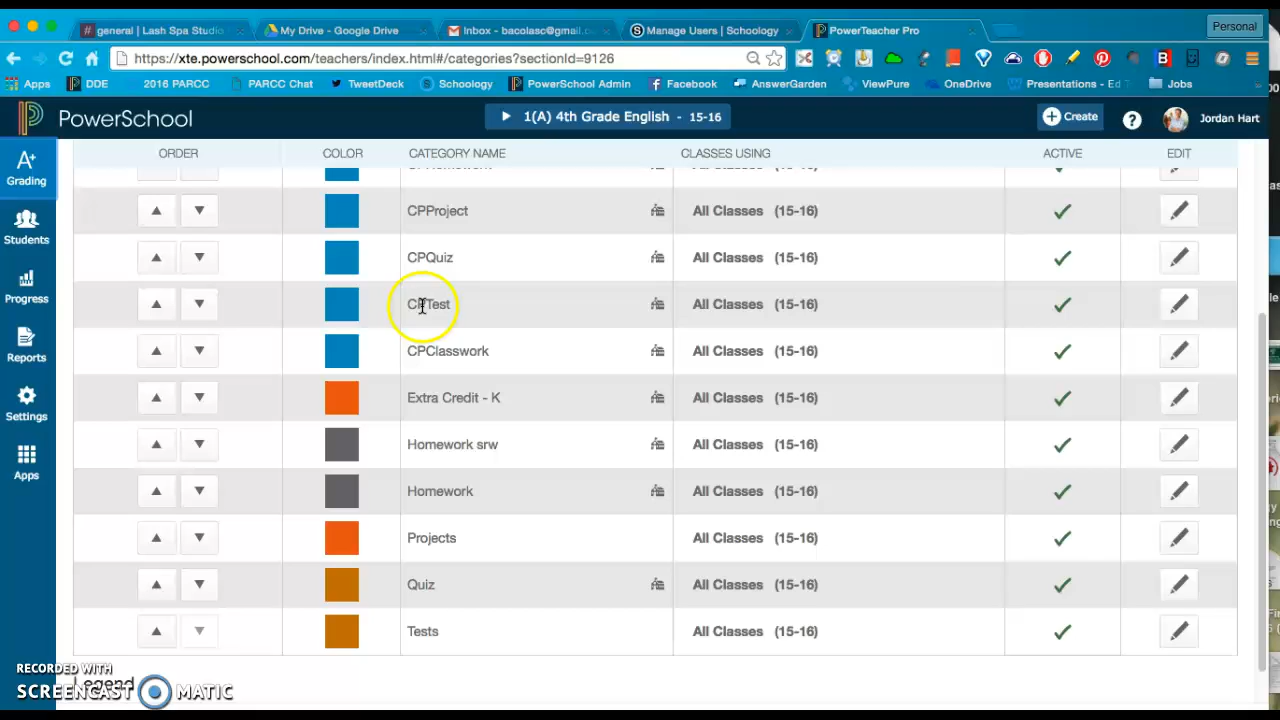 # general | Lash Spa Studio
My Drive - Google Drive
Inbox - bacolasc@gmail.
Manage Users | Schoology
PowerTeacher Pro
Personal
https://xte.powerschool.com/teachers/index.html#/categories?sectionId=9126
Apps
DDE
2016 PARCC
PARCC Chat
TweetDeck
Schoology
PowerSchool Admin
Facebook
AnswerGarden
ViewPure
OneDrive
Presentations - Ed T
Jobs
PowerSchool
1(A) 4th Grade English - 15-16
Create
?
Jordan Hart
Grading
Students
Progress
Reports
Settings
Apps
ORDER COLOR CATEGORY NAME CLASSES USING ACTIVE EDIT
CPProject All Classes (15-16)
CPQuiz All Classes (15-16)
CPTest All Classes (15-16)
CPClasswork All Classes (15-16)
Extra Credit - K All Classes (15-16)
Homework srw All Classes (15-16)
Homework All Classes (15-16)
Projects All Classes (15-16)
Quiz All Classes (15-16)
Tests All Classes (15-16)
Legend
RECORDED WITH
SCREENCAST MATIC